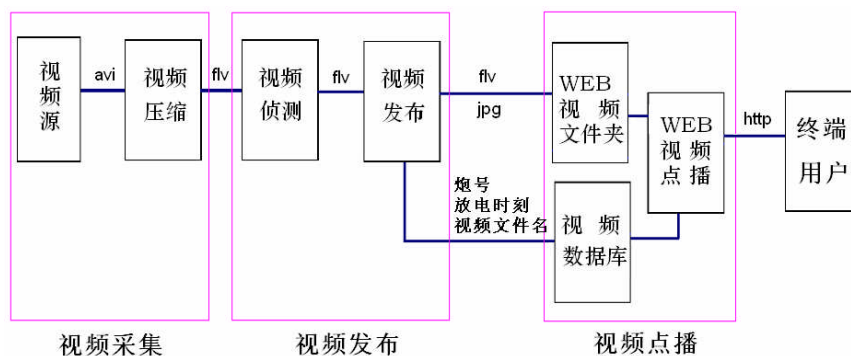 视
频
源
avi
视频
压缩
flv
视频
侦测
flv
视频
发布
flv
jpg
炮号
放电时刻
视频文件名
WEB
视 频
文件夹
视 频
数据库
WEB
视 频
点 播
http
终端
用户
视频采集
视频发布
视频点播